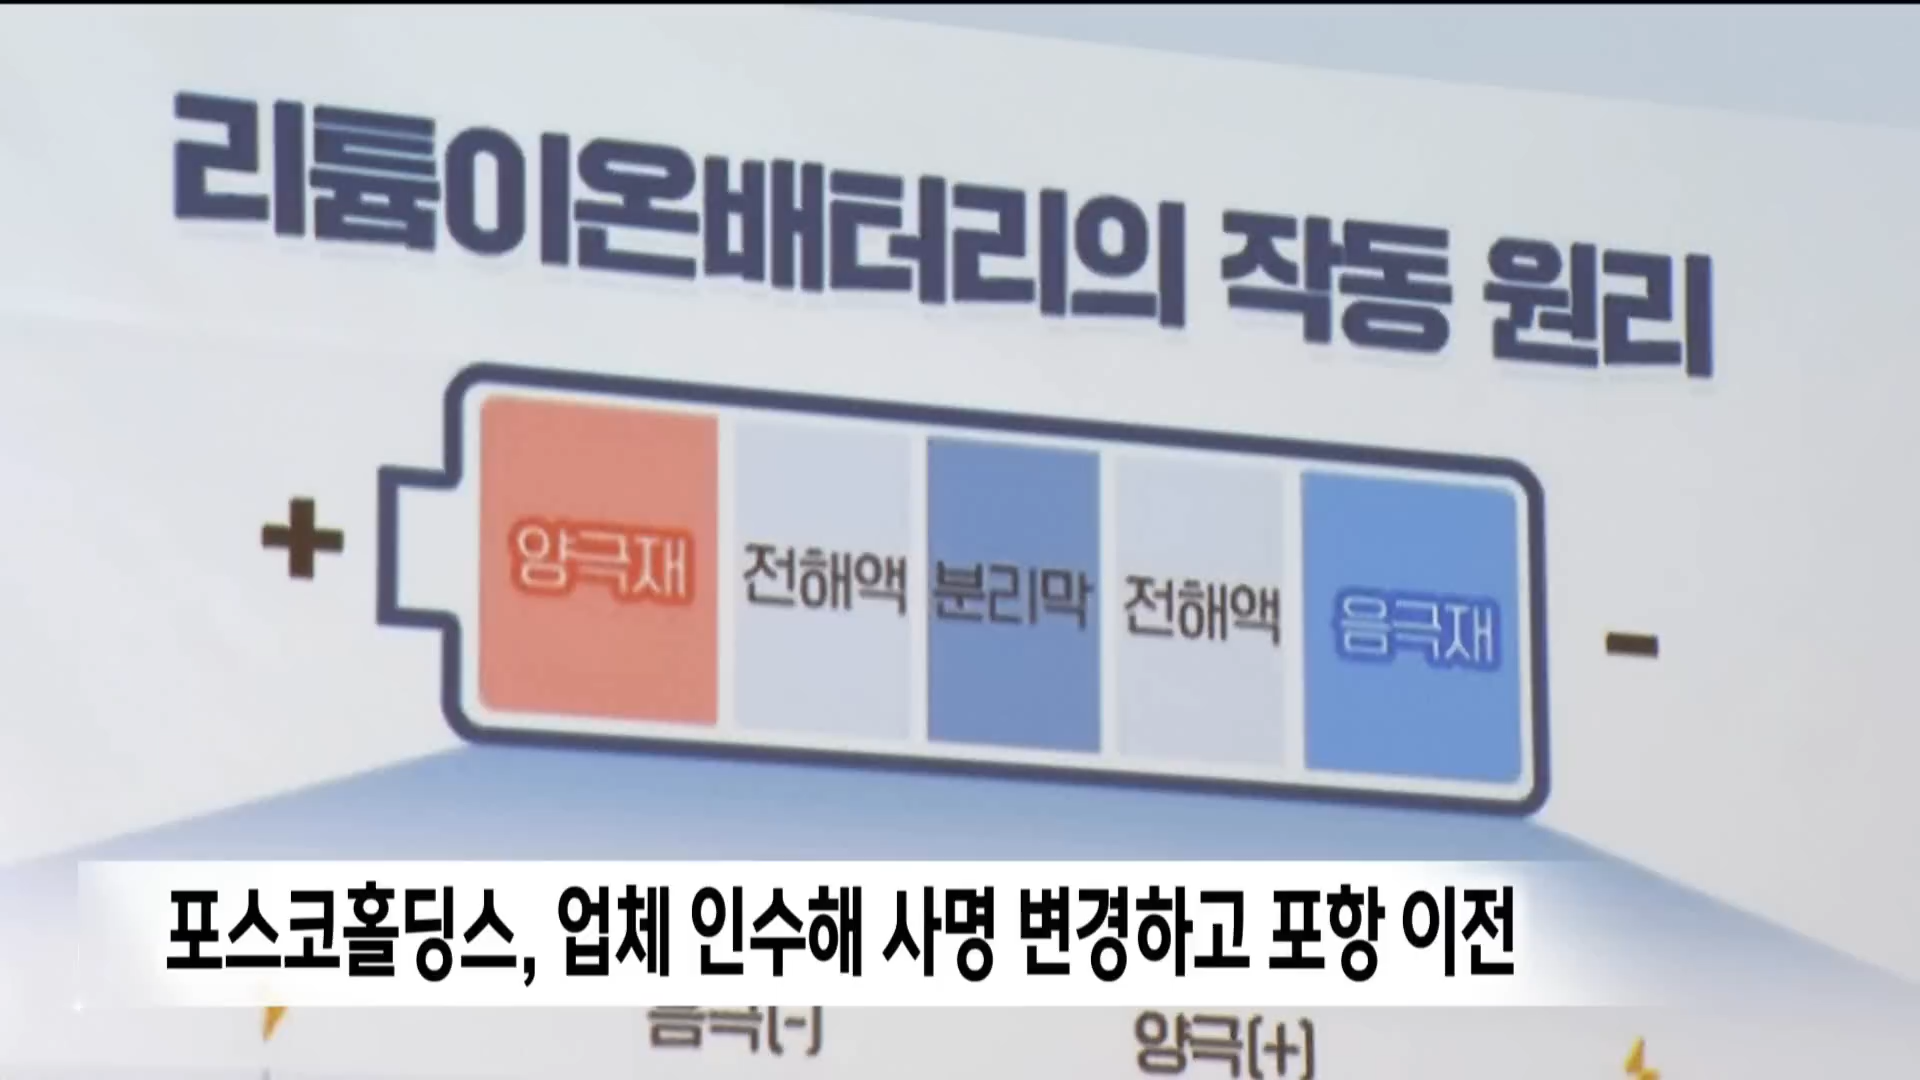 리튬이온배터리의 작동 원리
+ 양극재 전해액 분리막 전해액 음극재 -
포스코홀딩스, 업체 인수해 사명 변경하고 포항 이전
음극(-) 양극(+)